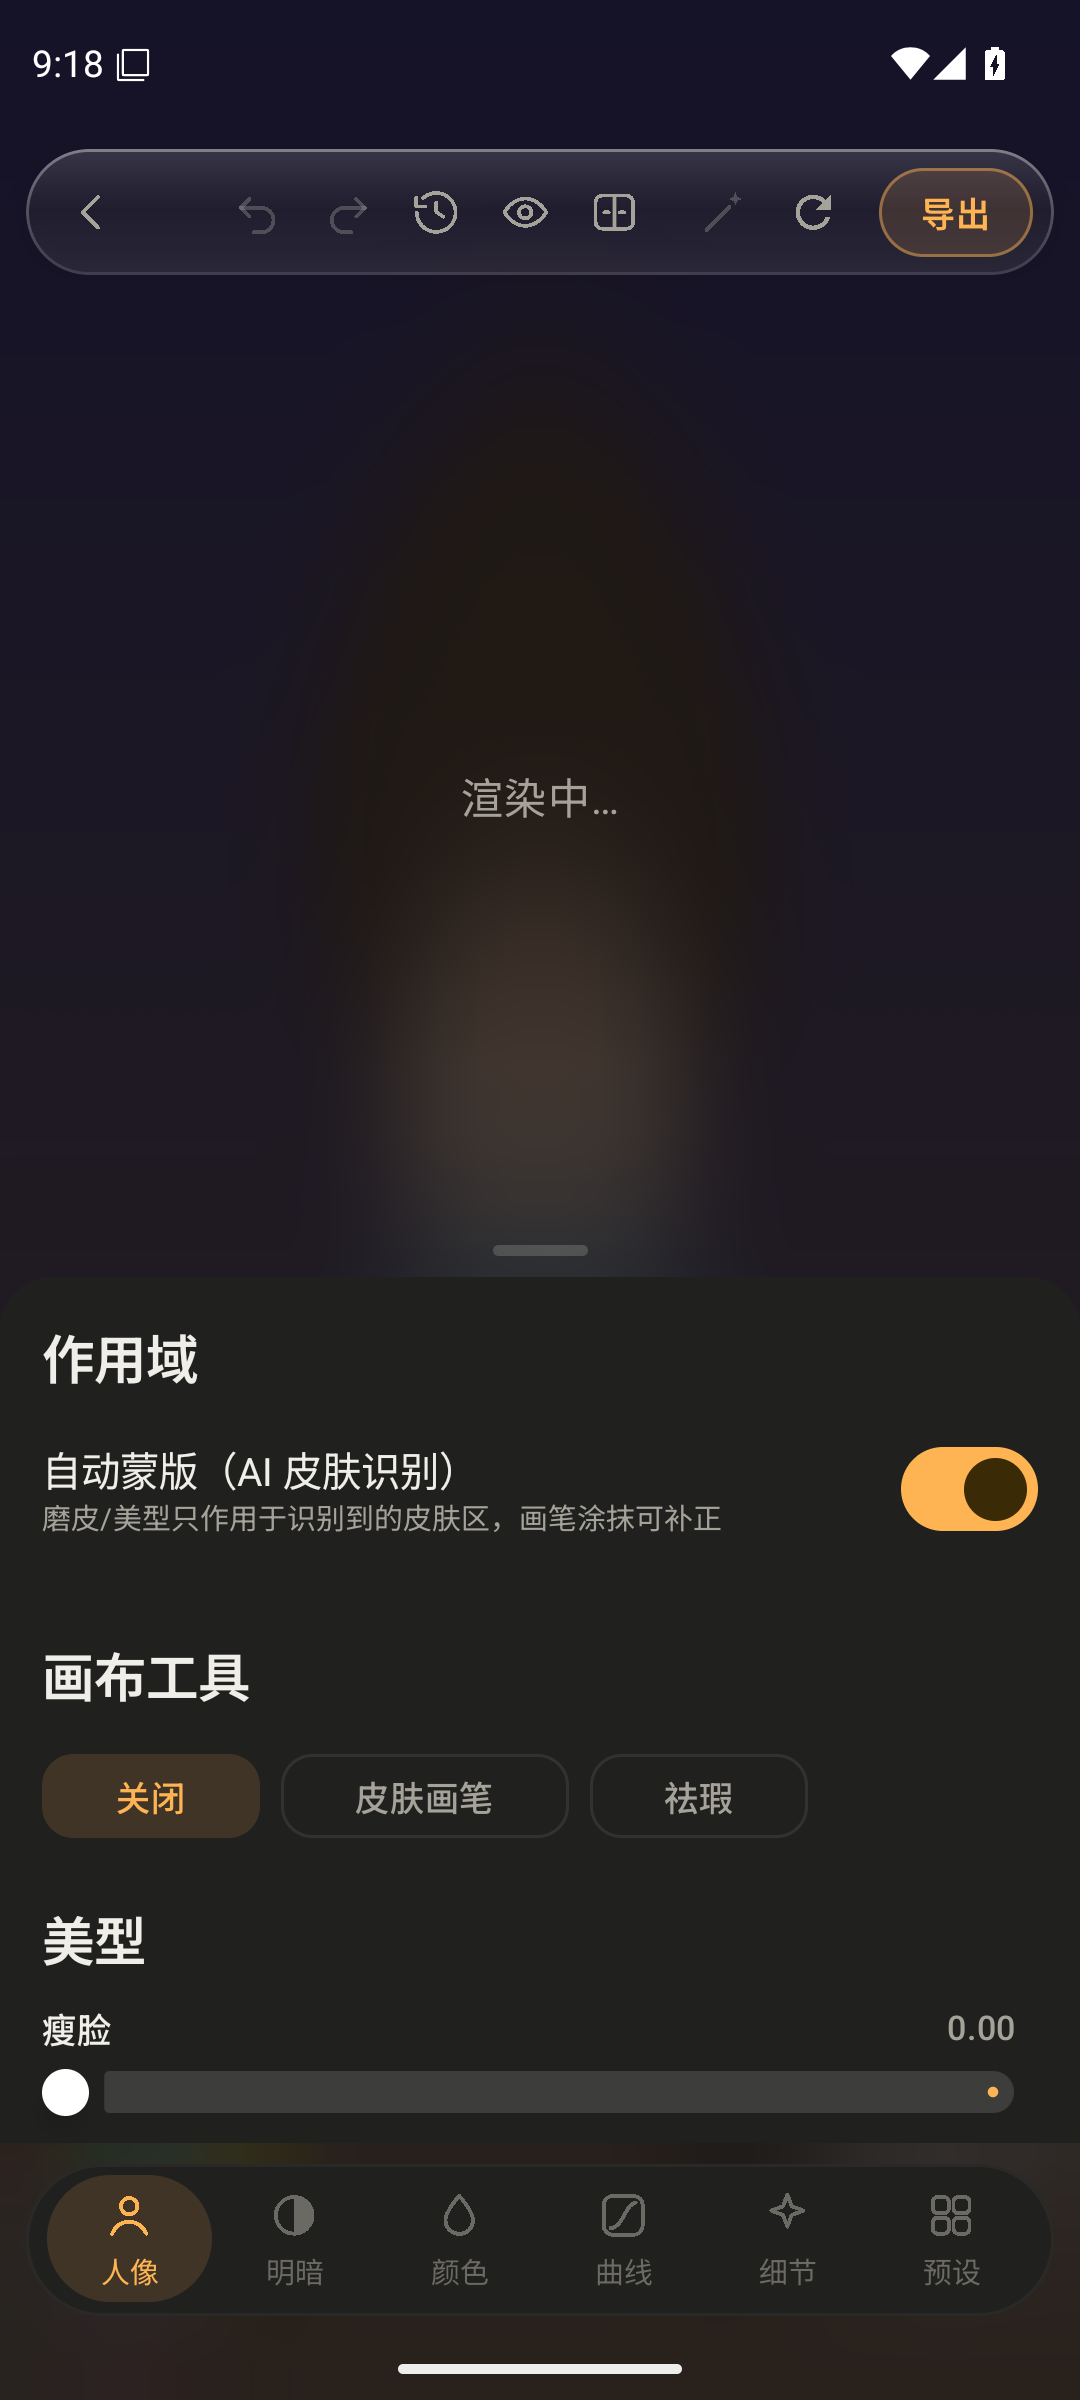 9:18
导出
渲染中...
作用域
自动蒙版（AI 皮肤识别）
磨皮/美型只作用于识别到的皮肤区，画笔涂抹可补正
画布工具
关闭 皮肤画笔 祛瑕
美型
瘦脸 0.00
人像 明暗 颜色 曲线 细节 预设